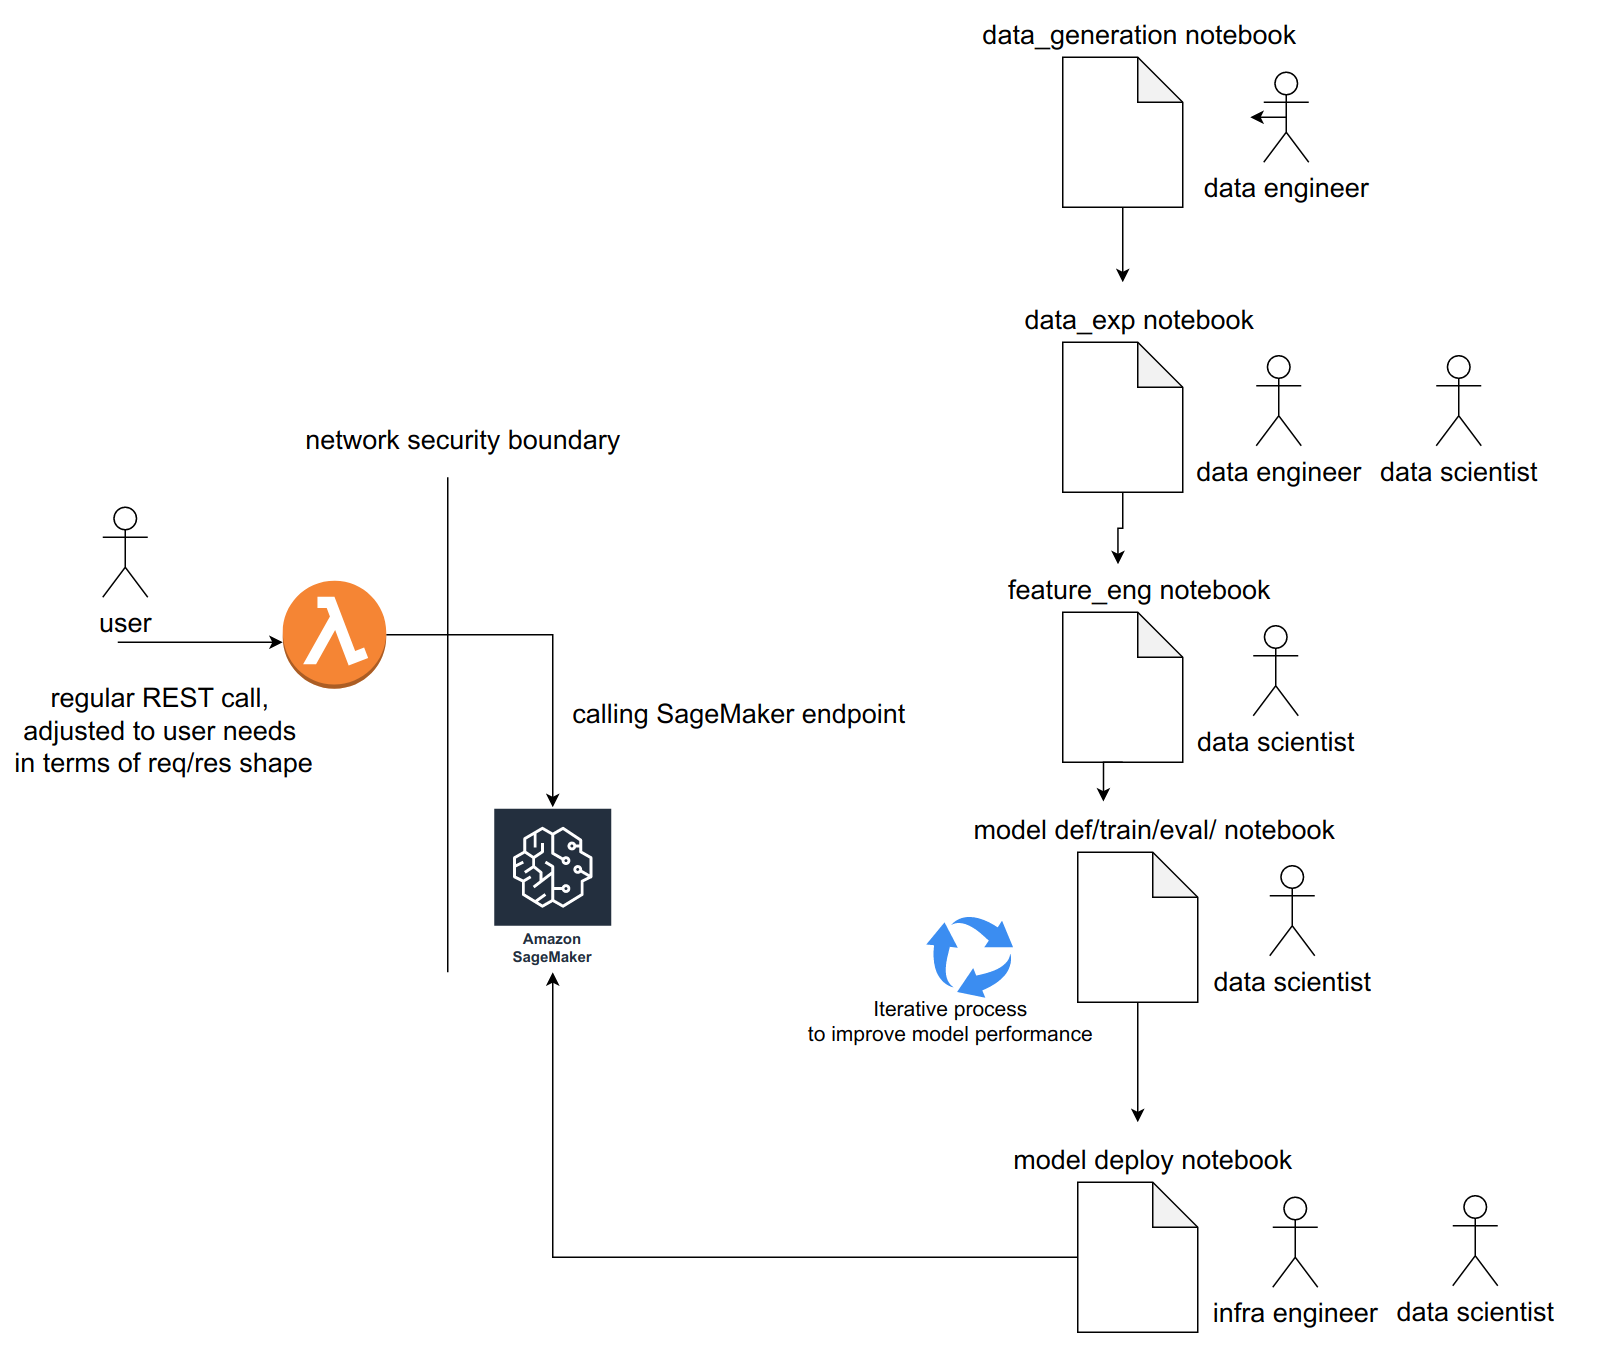 data_generation notebook
data engineer
data_exp notebook
data engineer
data scientist
network security boundary
user
regular REST call,
adjusted to user needs
in terms of req/res shape
calling SageMaker endpoint
Amazon
SageMaker
feature_eng notebook
data scientist
model def/train/eval/ notebook
data scientist
Iterative process
to improve model performance
model deploy notebook
infra engineer
data scientist